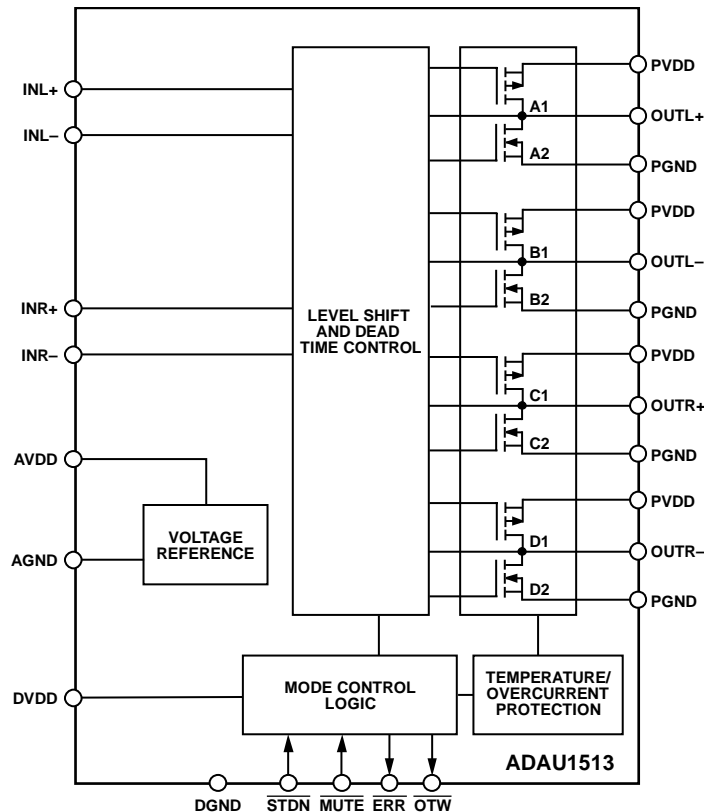 INL+
INL–
INR+
INR–
AVDD
AGND
DVDD
LEVEL SHIFT
AND DEAD
TIME CONTROL
VOLTAGE
REFERENCE
MODE CONTROL
LOGIC
TEMPERATURE/
OVERCURRENT
PROTECTION
A1
A2
B1
B2
C1
C2
D1
D2
PVDD
OUTL+
PGND
PVDD
OUTL–
PGND
PVDD
OUTR+
PGND
PVDD
OUTR–
PGND
ADAU1513
DGND
STDN
MUTE
ERR
OTW